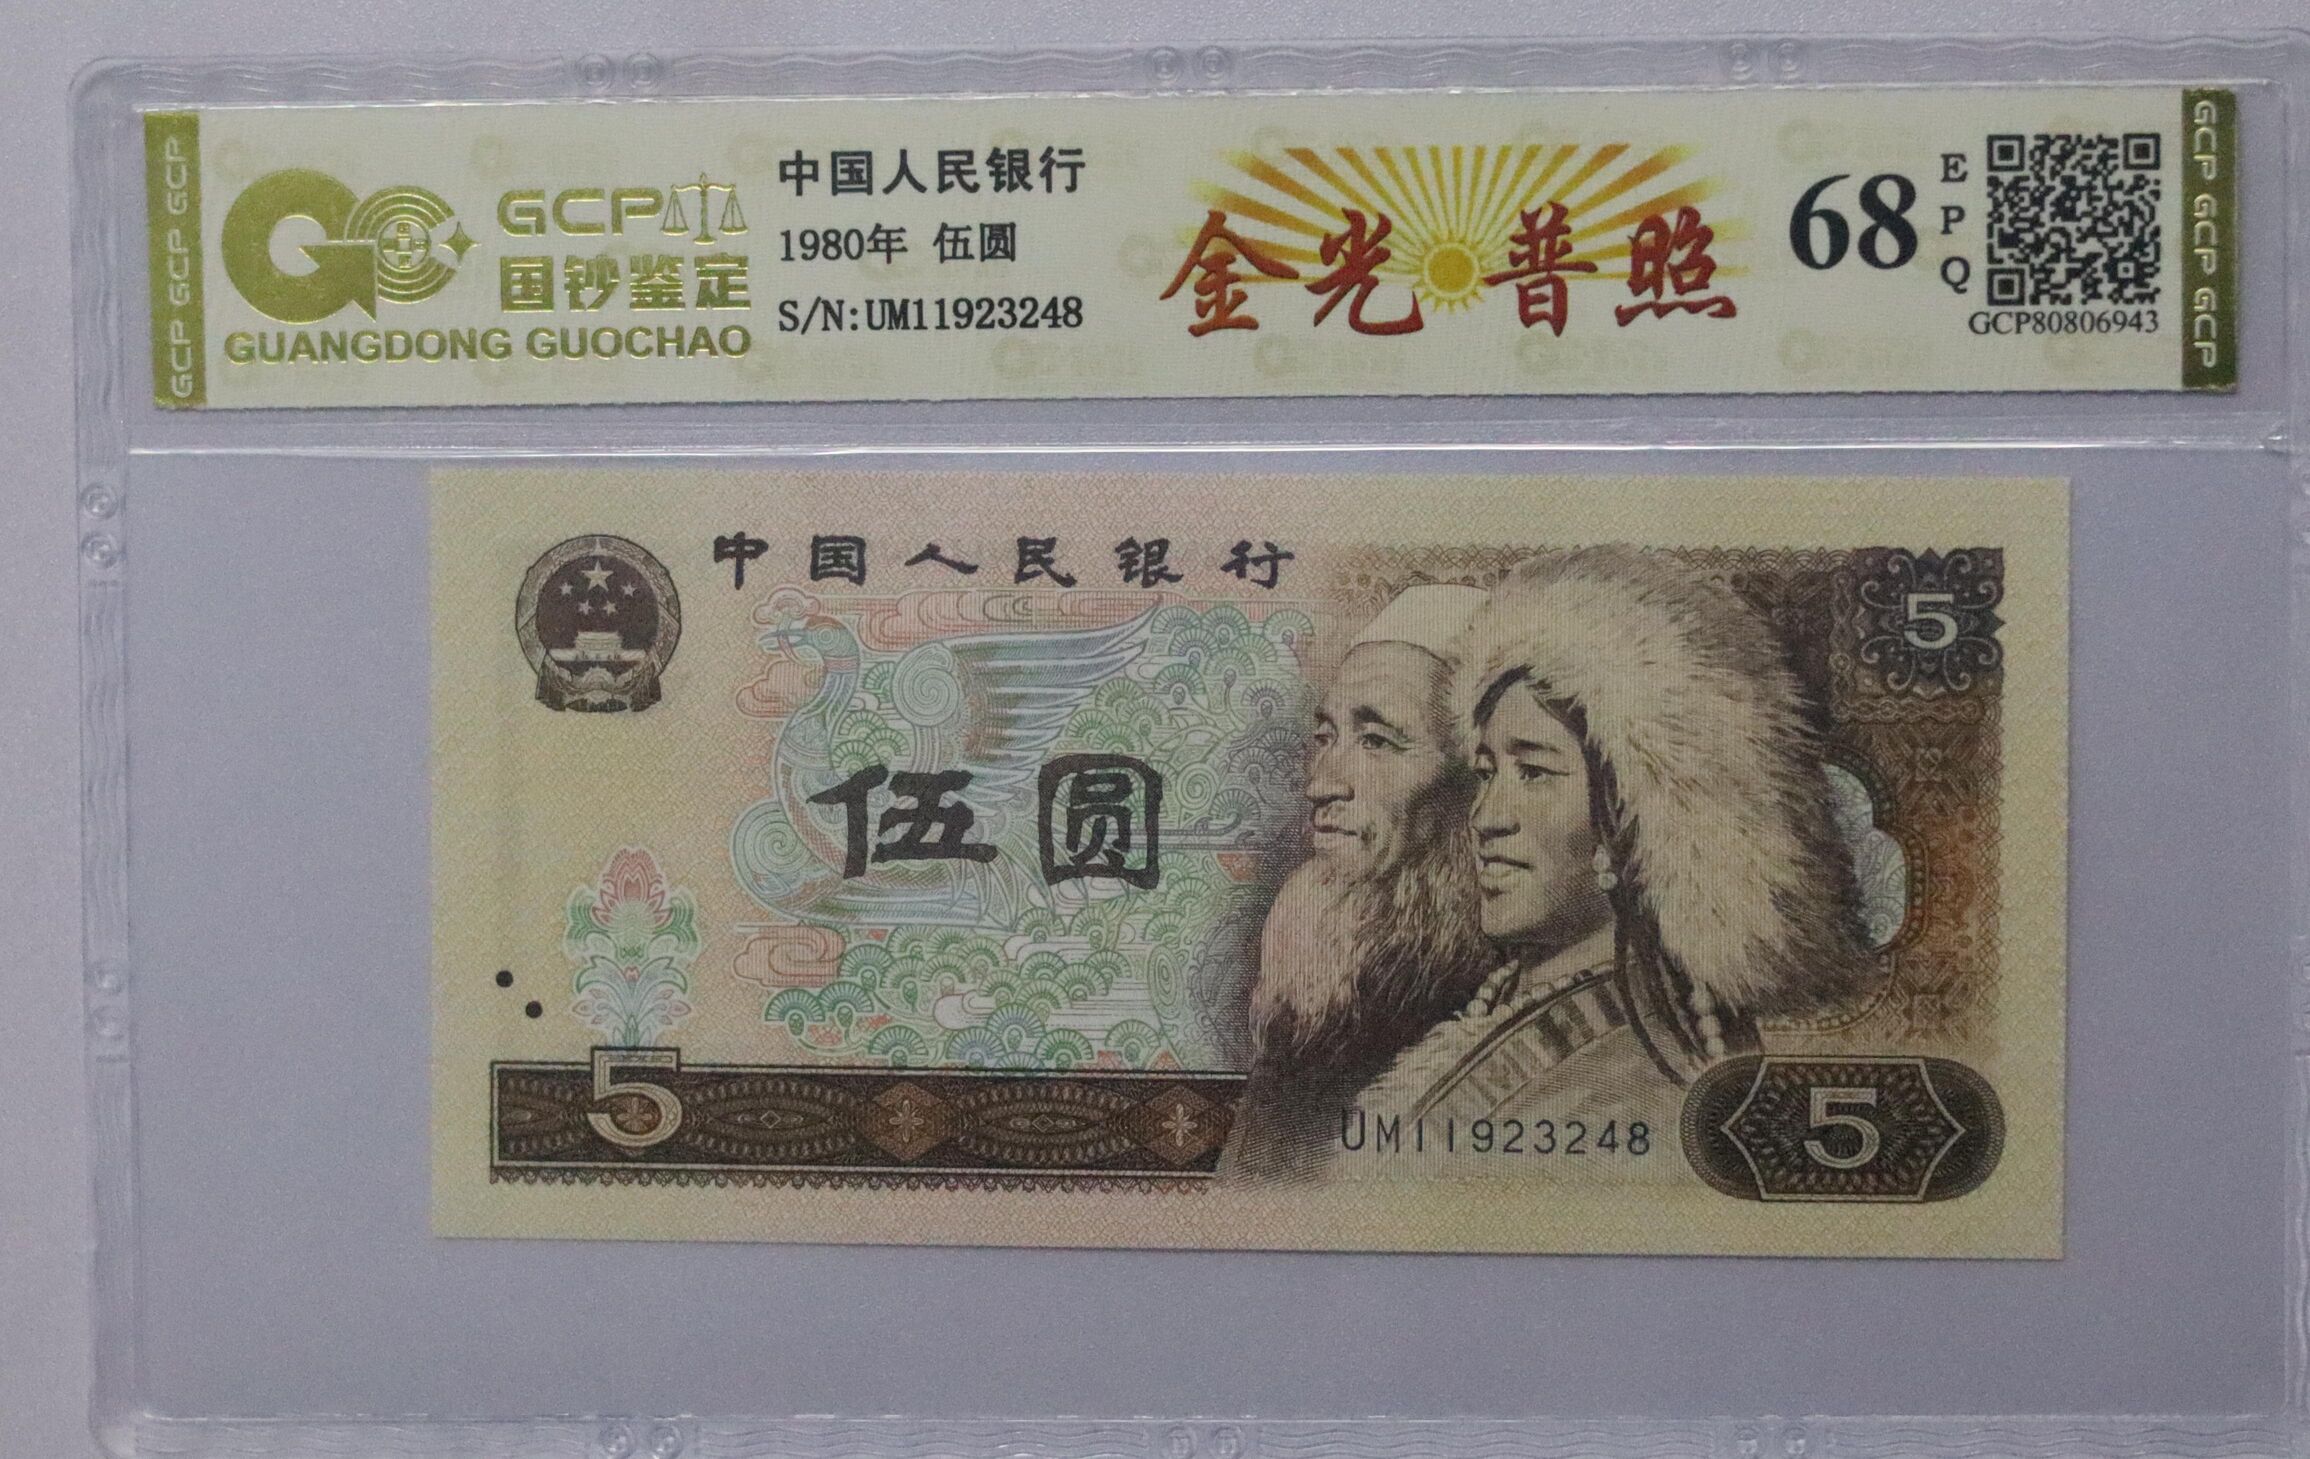 GCP GCP GCP
GCP
国钞鉴定
GUANGDONG GUOCHAO
中国人民银行
1980年 伍圆
S/N:UM11923248
金光普照
68
E
P
Q
GCP80806943
GCP GCP GCP
中国人民银行
5
伍圆
5
UM11923248
5